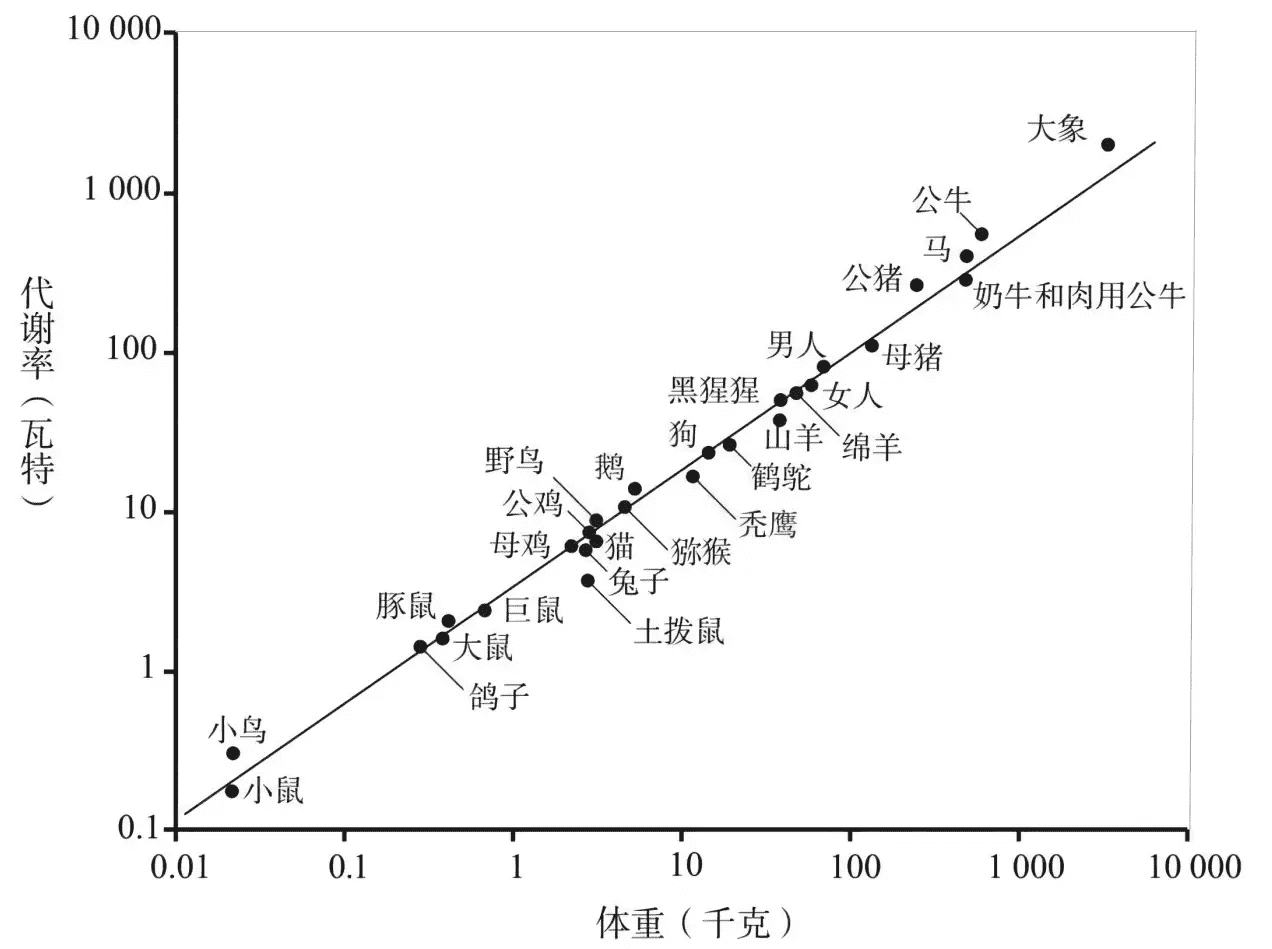 10 000
大象
1 000
公牛
马
公猪
奶牛和肉用公牛
代谢率（瓦特）
100
男人
母猪
黑猩猩
女人
狗
山羊
绵羊
野鸟
鹅
鹤鸵
公鸡
10
秃鹰
母鸡
猫
猕猴
兔子
豚鼠
巨鼠
土拨鼠
大鼠
1
鸽子
小鸟
小鼠
0.1
0.01
0.1
1
10
100
1 000
10 000
体重（千克）